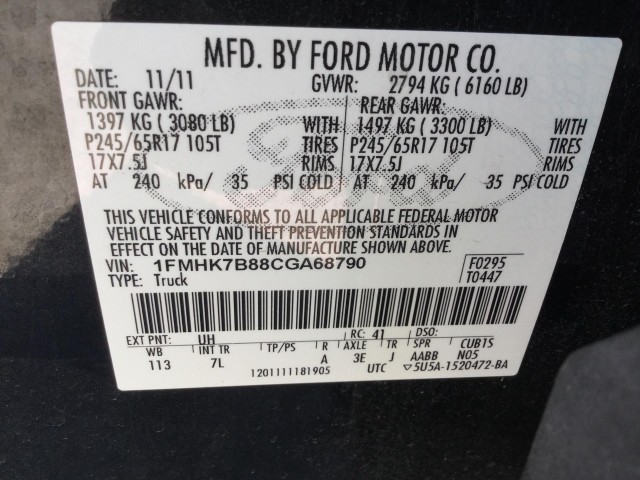 MFD. BY FORD MOTOR CO.
DATE: 11/11 GVWR: 2794 KG ( 6160 LB)
FRONT GAWR: REAR GAWR:
1397 KG ( 3080 LB) WITH 1497 KG ( 3300 LB) WITH
P245/65R17 105T TIRES P245/65R17 105T TIRES
17X7.5J RIMS 17X7.5J RIMS
AT 240 kPa/ 35 PSI COLD AT 240 kPa/ 35 PSI COLD
THIS VEHICLE CONFORMS TO ALL APPLICABLE FEDERAL MOTOR
VEHICLE SAFETY AND THEFT PREVENTION STANDARDS IN
EFFECT ON THE DATE OF MANUFACTURE SHOWN ABOVE.
VIN: 1FMHK7B88CGA68790 F0295
TYPE: Truck T0447
EXT PNT: UH RC: 41 DSO:
WB INT TR TP/PS R AXLE TR SPR CUBTS
113 7L A 3E J AABB N05
1201111181905 UTC ▽5U5A-1520472-BA